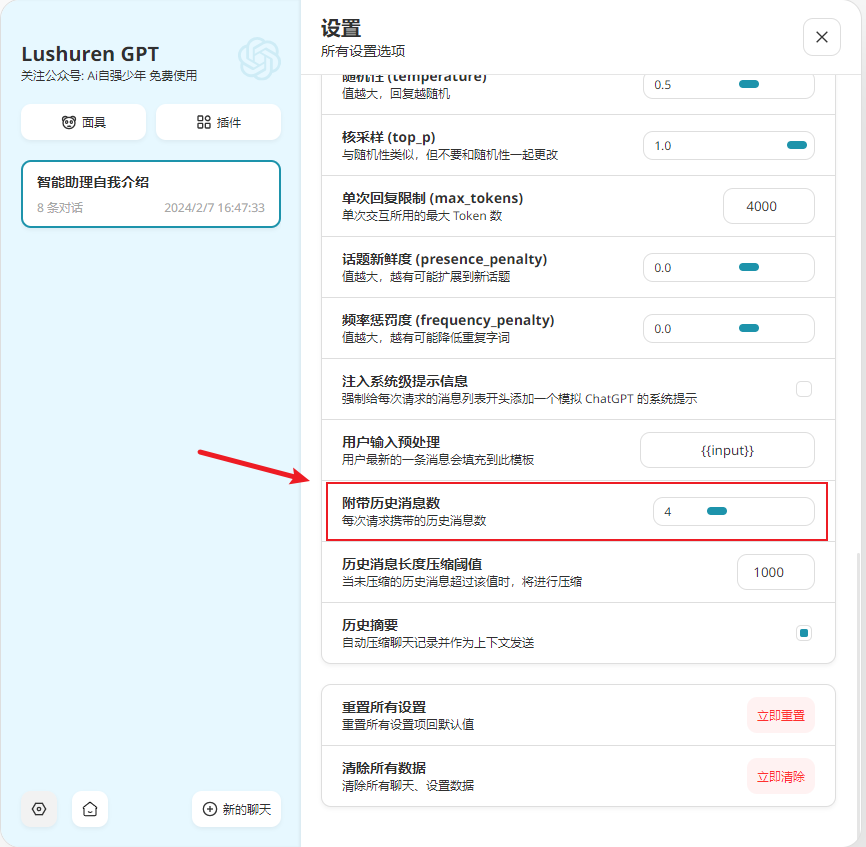 Lushuren GPT
关注公众号: Ai自强少年 免费使用
面具
插件
智能助理自我介绍
8 条对话
2024/2/7 16:47:33
新的聊天
设置
所有设置选项
随机性 (temperature)
值越大，回复越随机
0.5
核采样 (top_p)
与随机性类似，但不要和随机性一起更改
1.0
单次回复限制 (max_tokens)
单次交互所用的最大 Token 数
4000
话题新鲜度 (presence_penalty)
值越大，越有可能扩展到新话题
0.0
频率惩罚度 (frequency_penalty)
值越大，越有可能降低重复字词
0.0
注入系统级提示信息
强制给每次请求的消息列表开头添加一个模拟 ChatGPT 的系统提示
用户输入预处理
用户最新的一条消息会填充到此模板
{{input}}
附带历史消息数
每次请求携带的历史消息数
4
历史消息长度压缩阈值
当未压缩的历史消息超过该值时，将进行压缩
1000
历史摘要
自动压缩聊天记录并作为上下文发送
重置所有设置
重置所有设置项回默认值
立即重置
清除所有数据
清除所有聊天、设置数据
立即清除